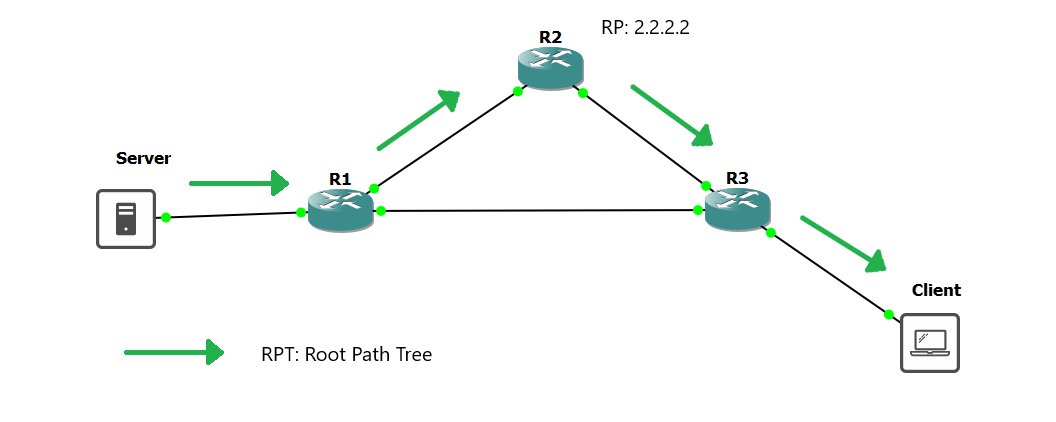 RP: 2.2.2.2
R2
Server
R1
R3
Client
RPT: Root Path Tree